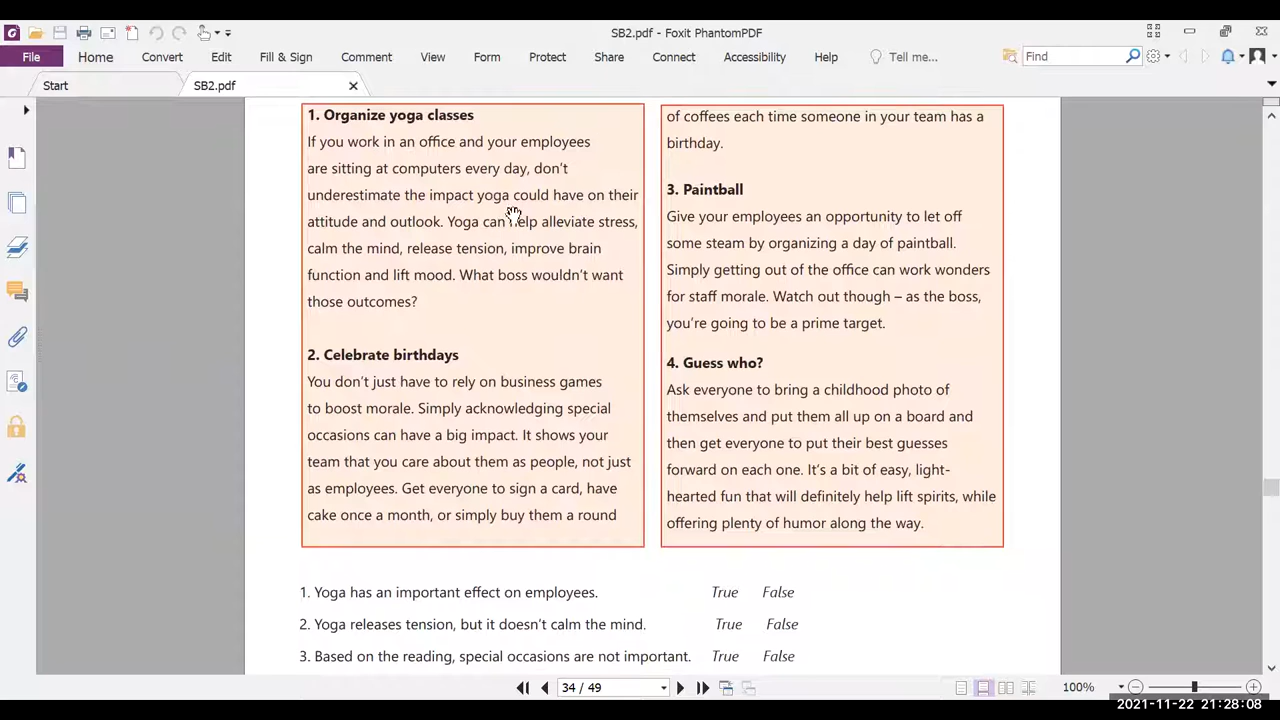 SB2.pdf - Foxit PhantomPDF
File Home Convert Edit Fill & Sign Comment View Form Protect Share Connect Accessibility Help Tell me... Find
Start SB2.pdf
1. Organize yoga classes
If you work in an office and your employees
are sitting at computers every day, don't
underestimate the impact yoga could have on their
attitude and outlook. Yoga can help alleviate stress,
calm the mind, release tension, improve brain
function and lift mood. What boss wouldn't want
those outcomes?
2. Celebrate birthdays
You don't just have to rely on business games
to boost morale. Simply acknowledging special
occasions can have a big impact. It shows your
team that you care about them as people, not just
as employees. Get everyone to sign a card, have
cake once a month, or simply buy them a round
of coffees each time someone in your team has a
birthday.
3. Paintball
Give your employees an opportunity to let off
some steam by organizing a day of paintball.
Simply getting out of the office can work wonders
for staff morale. Watch out though – as the boss,
you're going to be a prime target.
4. Guess who?
Ask everyone to bring a childhood photo of
themselves and put them all up on a board and
then get everyone to put their best guesses
forward on each one. It's a bit of easy, light-
hearted fun that will definitely help lift spirits, while
offering plenty of humor along the way.
1. Yoga has an important effect on employees. True False
2. Yoga releases tension, but it doesn't calm the mind. True False
3. Based on the reading, special occasions are not important. True False
34 / 49
100%
2021-11-22 21:28:08